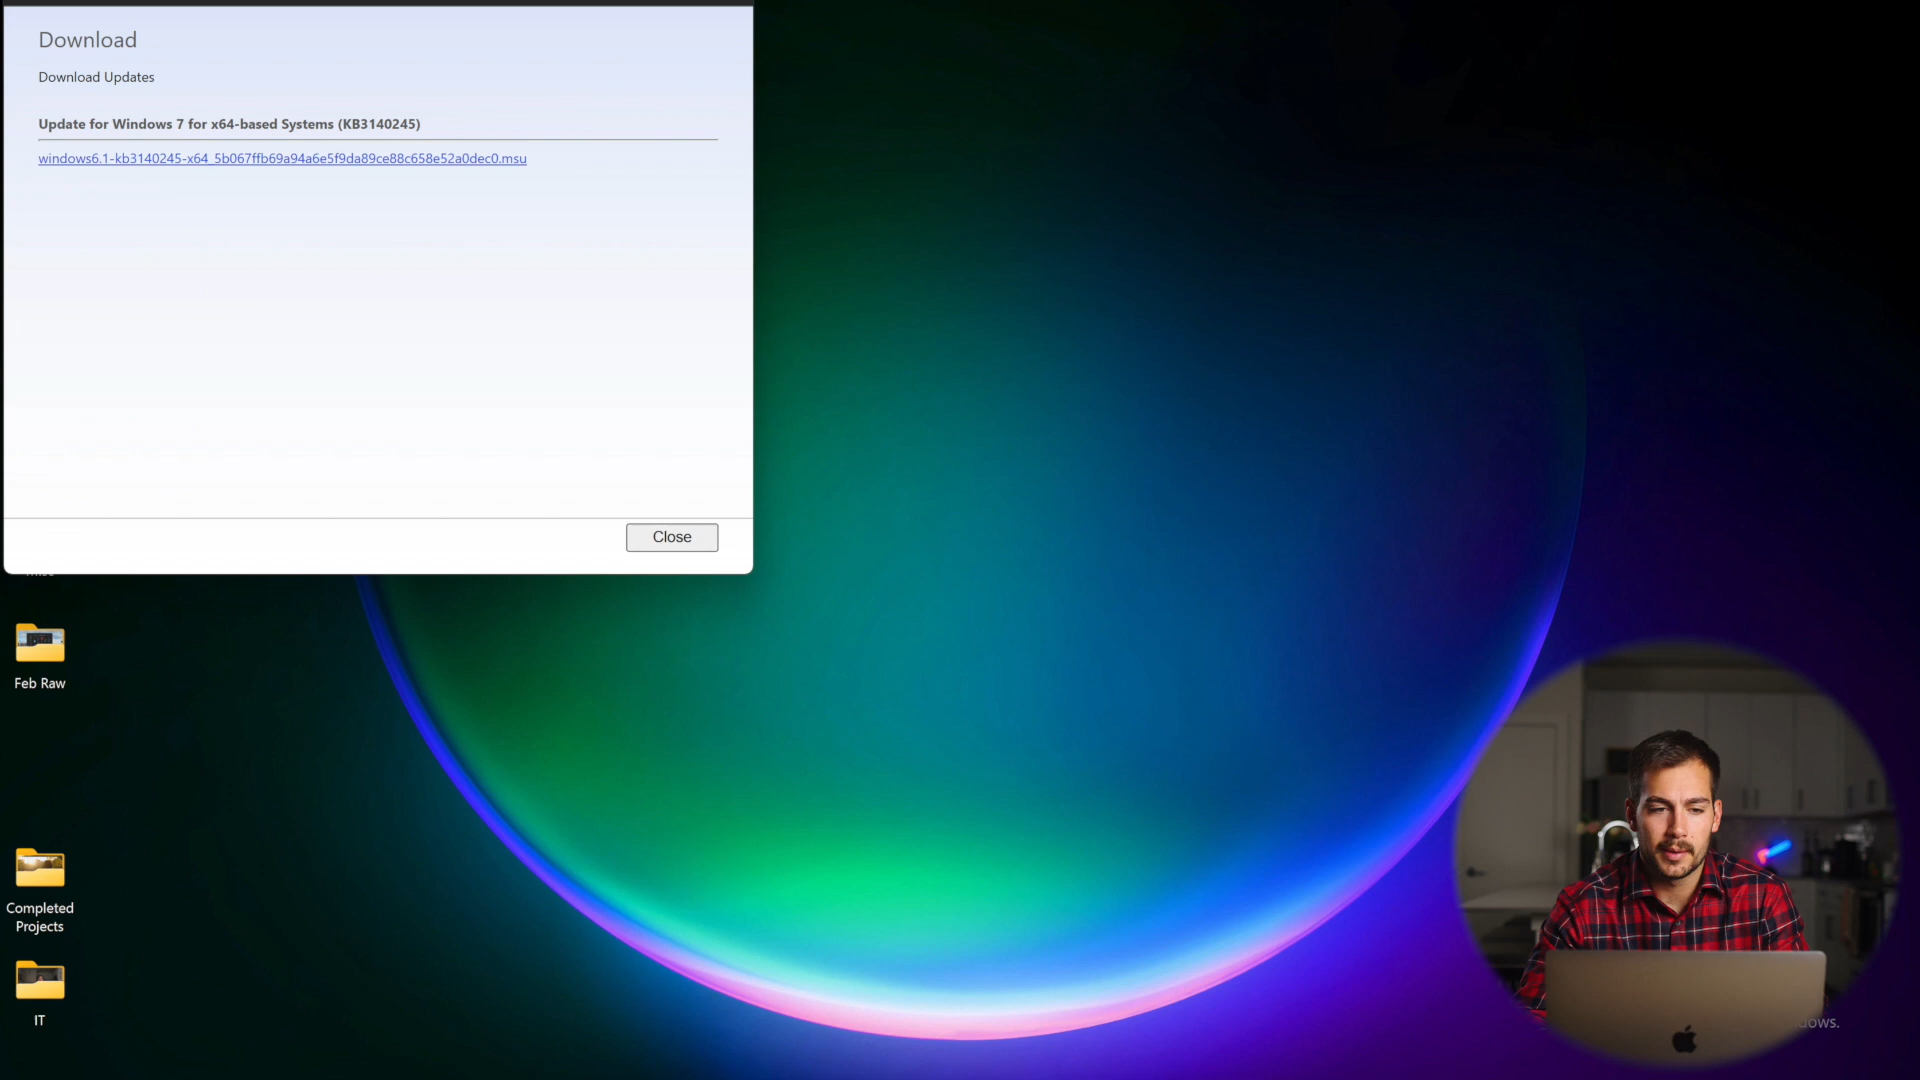 Download
Download Updates
Update for Windows 7 for x64-based Systems (KB3140245)
windows6.1-kb3140245-x64_5b067ffb69a94a6e5f9da89ce88c658e52a0dec0.msu
Close
Feb Raw
Completed
Projects
IT